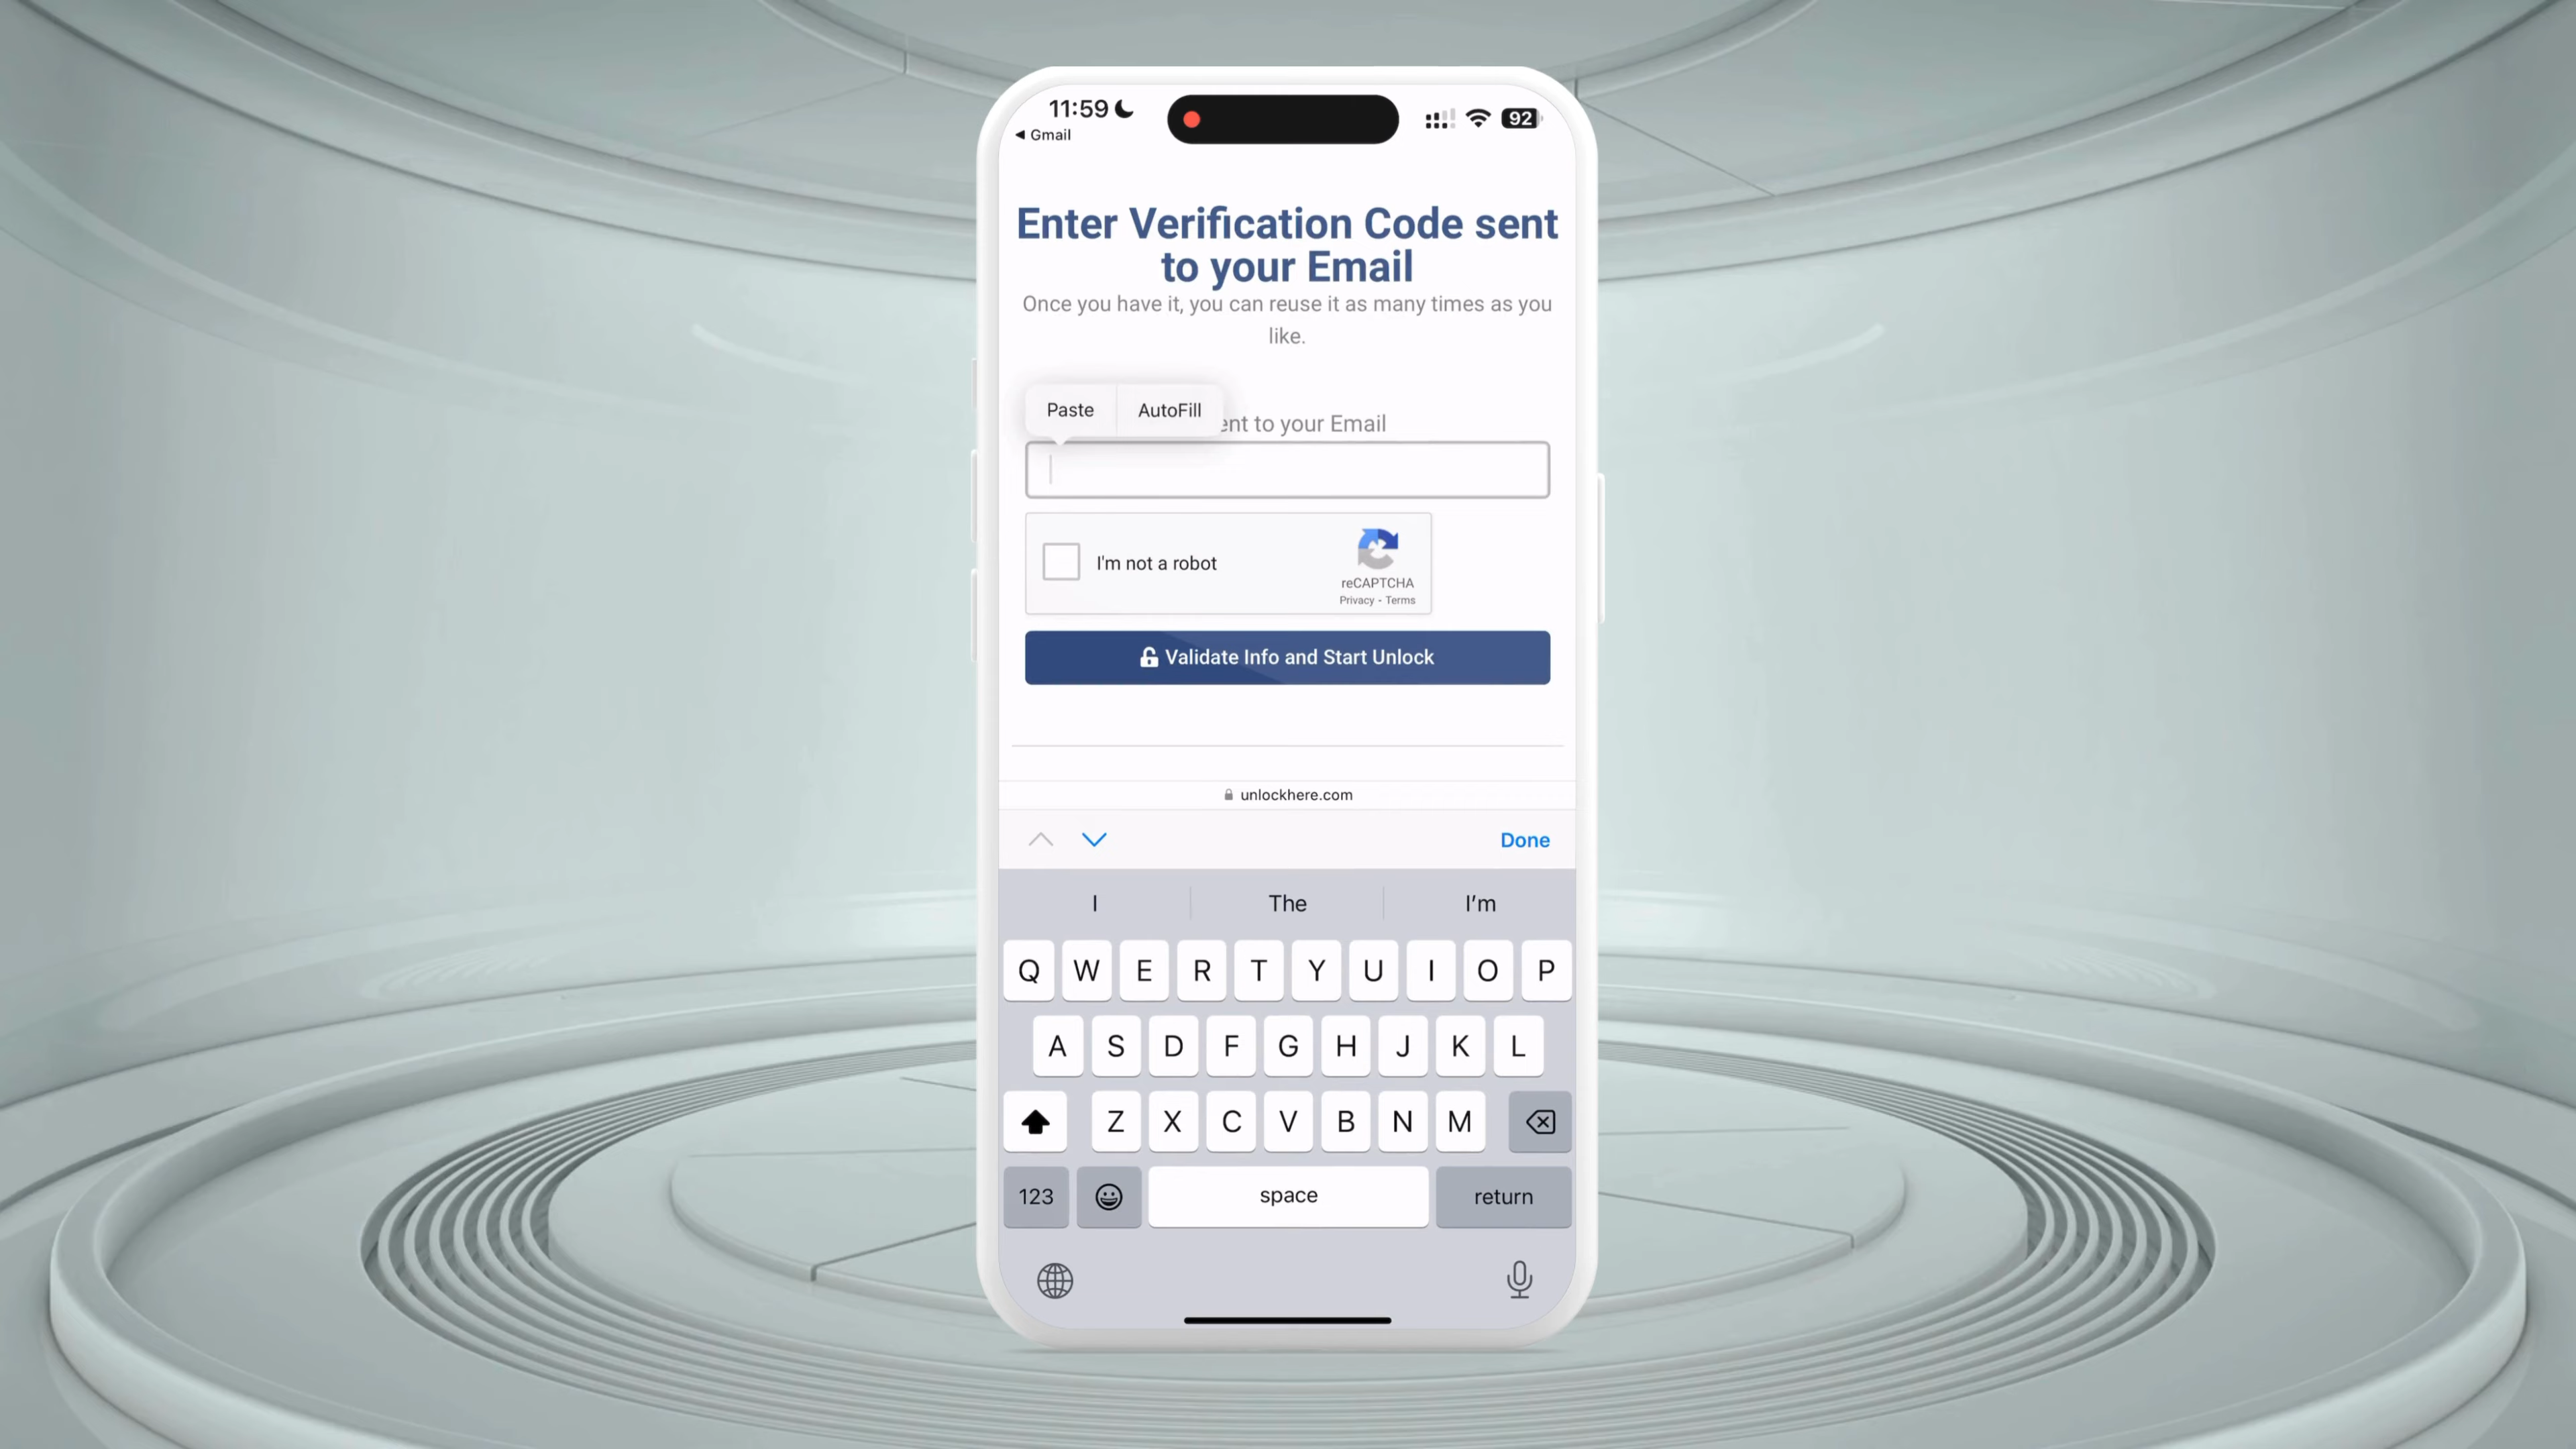 11:59
92
◀ Gmail
Enter Verification Code sent
to your Email
Once you have it, you can reuse it as many times as you
like.
Paste AutoFill
ent to your Email
I'm not a robot
reCAPTCHA
Privacy - Terms
Validate Info and Start Unlock
unlockhere.com
Done
I The I'm
Q W E R T Y U I O P
A S D F G H J K L
Z X C V B N M
123 space return